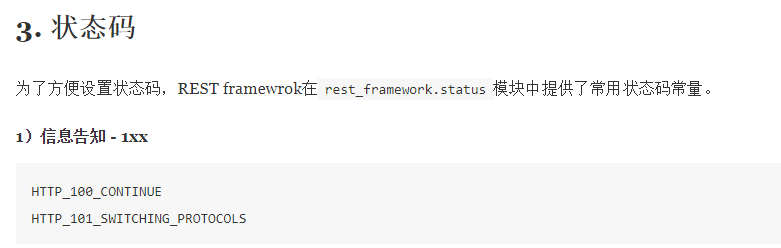 3. 状态码
为了方便设置状态码，REST framewrok在 rest_framework.status 模块中提供了常用状态码常量。
1）信息告知 - 1xx
HTTP_100_CONTINUE
HTTP_101_SWITCHING_PROTOCOLS